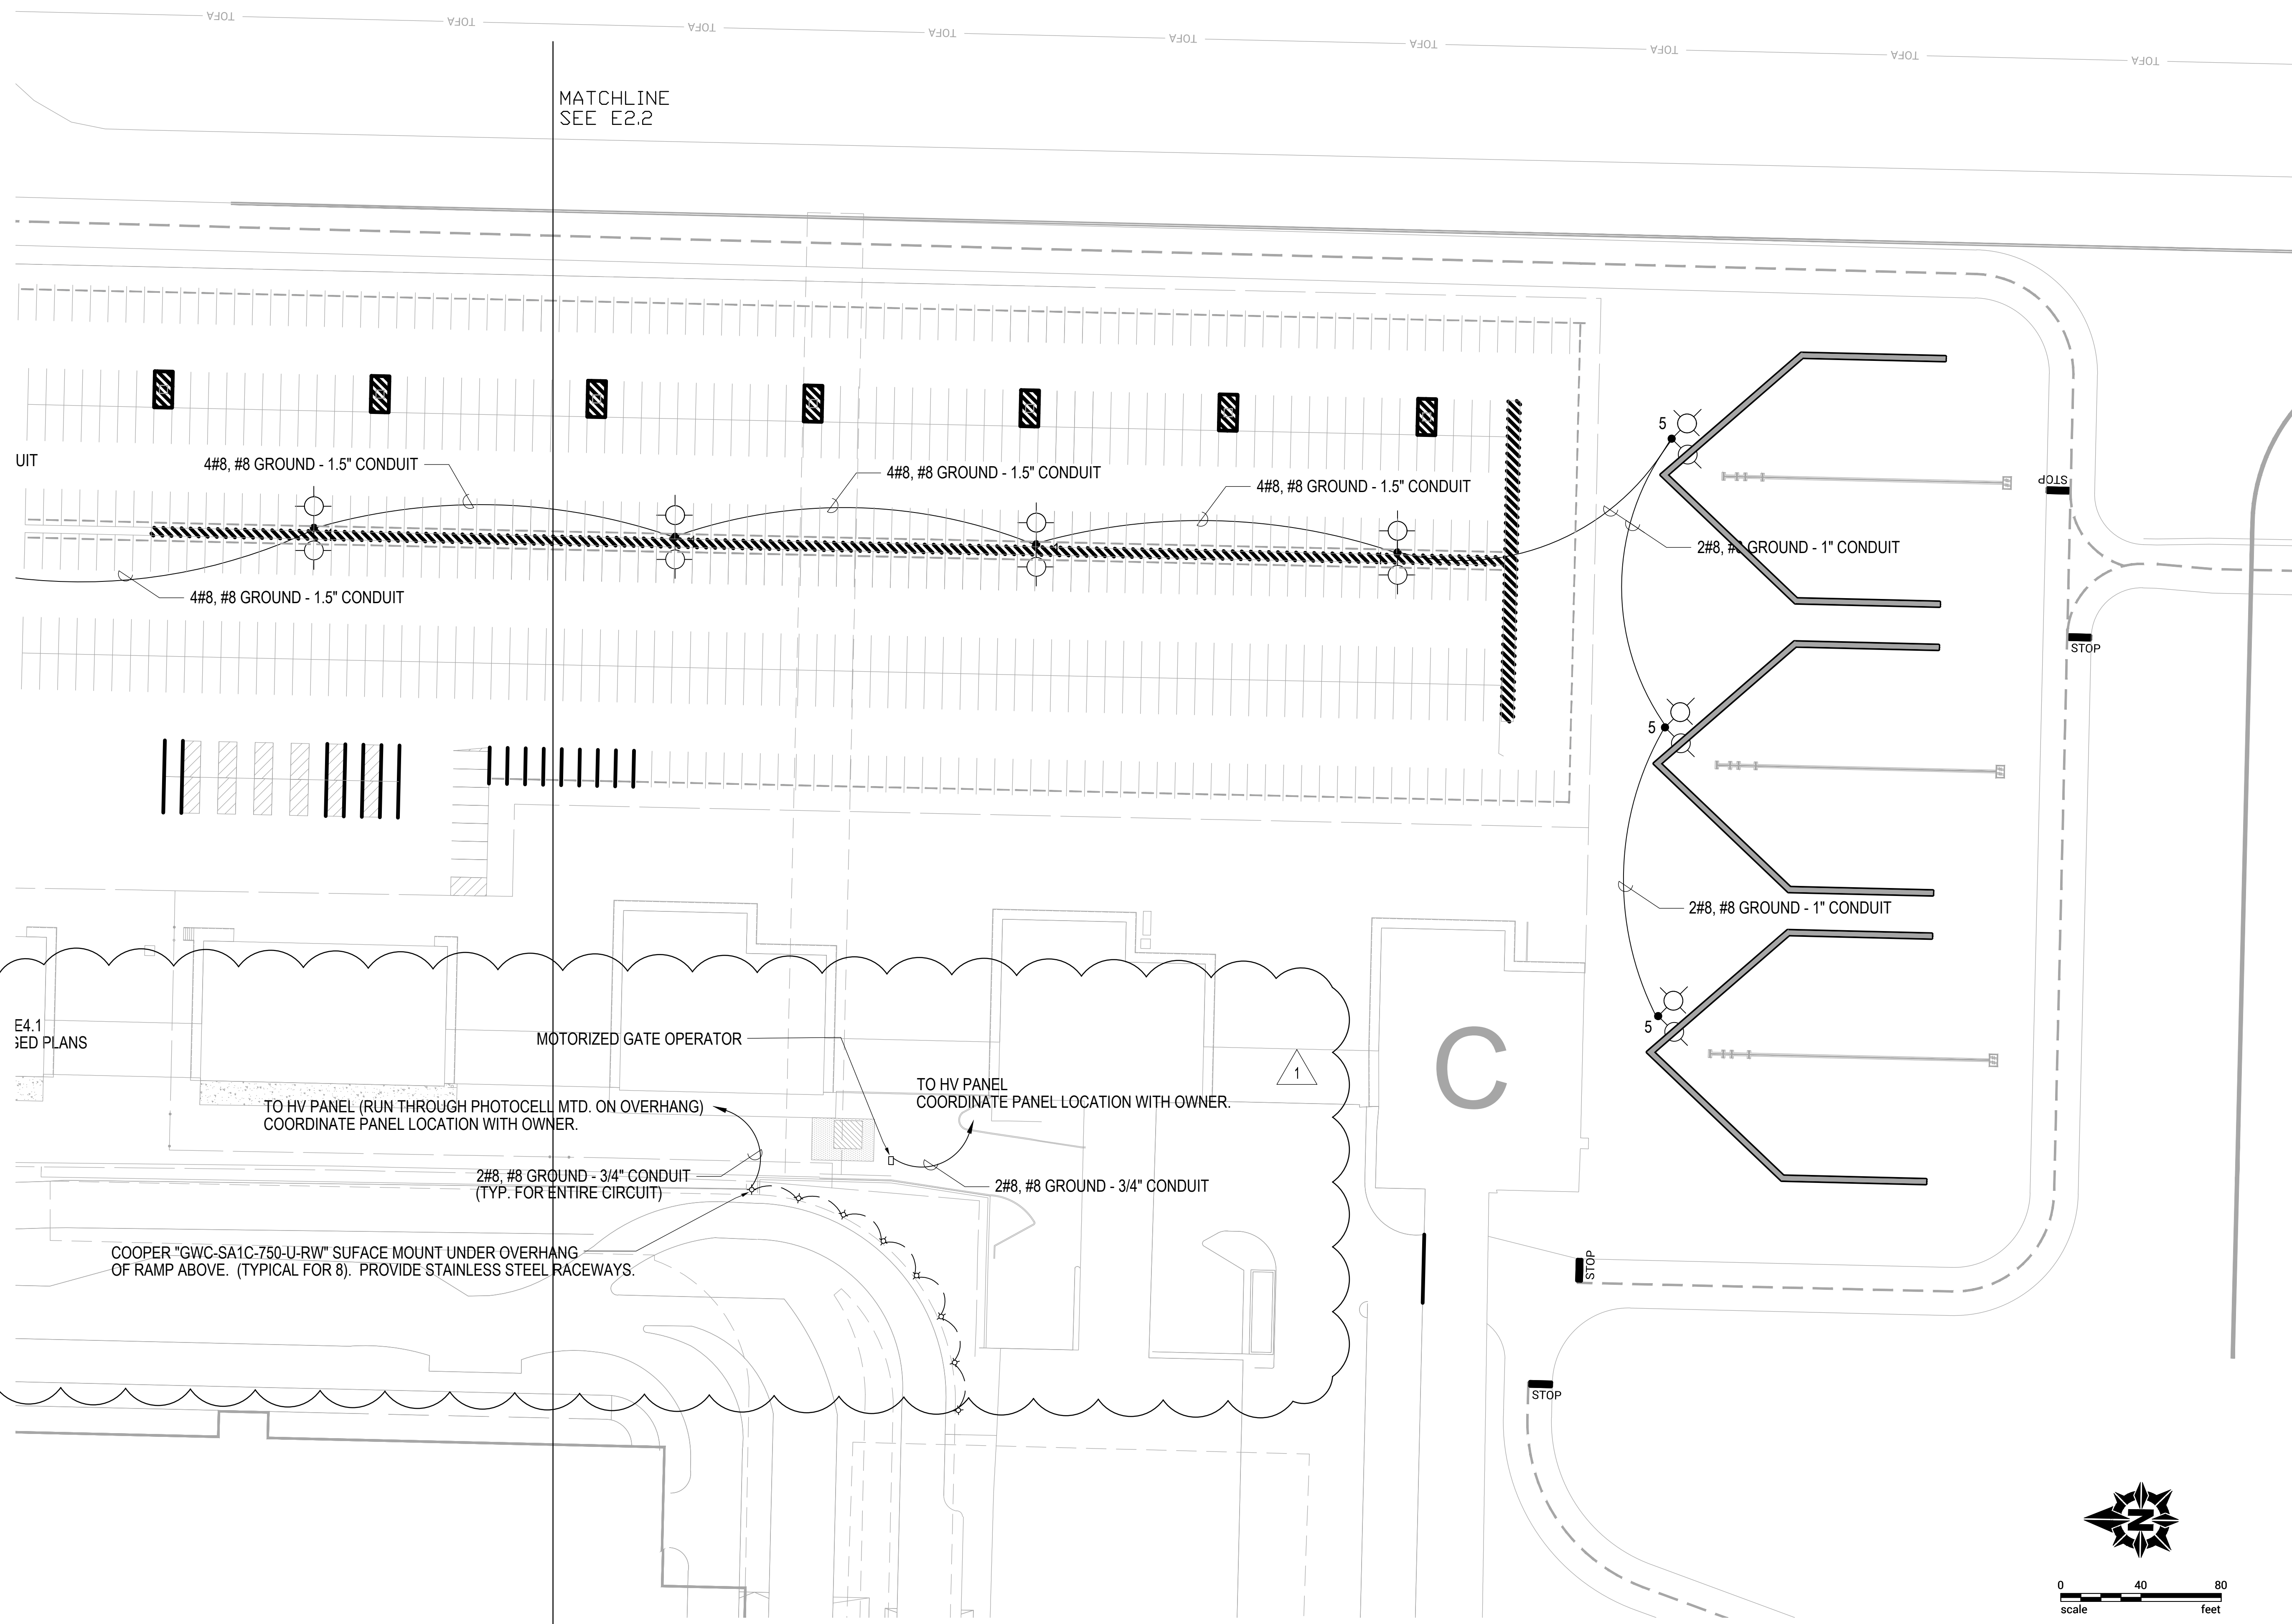 TOFA TOFA TOFA TOFA TOFA TOFA TOFA TOFA TOFA
MATCHLINE
SEE E2.2
UIT
4#8, #8 GROUND - 1.5" CONDUIT
4#8, #8 GROUND - 1.5" CONDUIT
4#8, #8 GROUND - 1.5" CONDUIT
4#8, #8 GROUND - 1.5" CONDUIT
5
STOP
2#8, #8 GROUND - 1" CONDUIT
STOP
5
2#8, #8 GROUND - 1" CONDUIT
5
E4.1
GED PLANS
MOTORIZED GATE OPERATOR
C
1
TO HV PANEL
COORDINATE PANEL LOCATION WITH OWNER.
TO HV PANEL (RUN THROUGH PHOTOCELL MTD. ON OVERHANG)
COORDINATE PANEL LOCATION WITH OWNER.
2#8, #8 GROUND - 3/4" CONDUIT
(TYP. FOR ENTIRE CIRCUIT)
2#8, #8 GROUND - 3/4" CONDUIT
COOPER "GWC-SA1C-750-U-RW" SUFACE MOUNT UNDER OVERHANG
OF RAMP ABOVE. (TYPICAL FOR 8). PROVIDE STAINLESS STEEL RACEWAYS.
STOP
STOP
N
0 40 80
scale feet